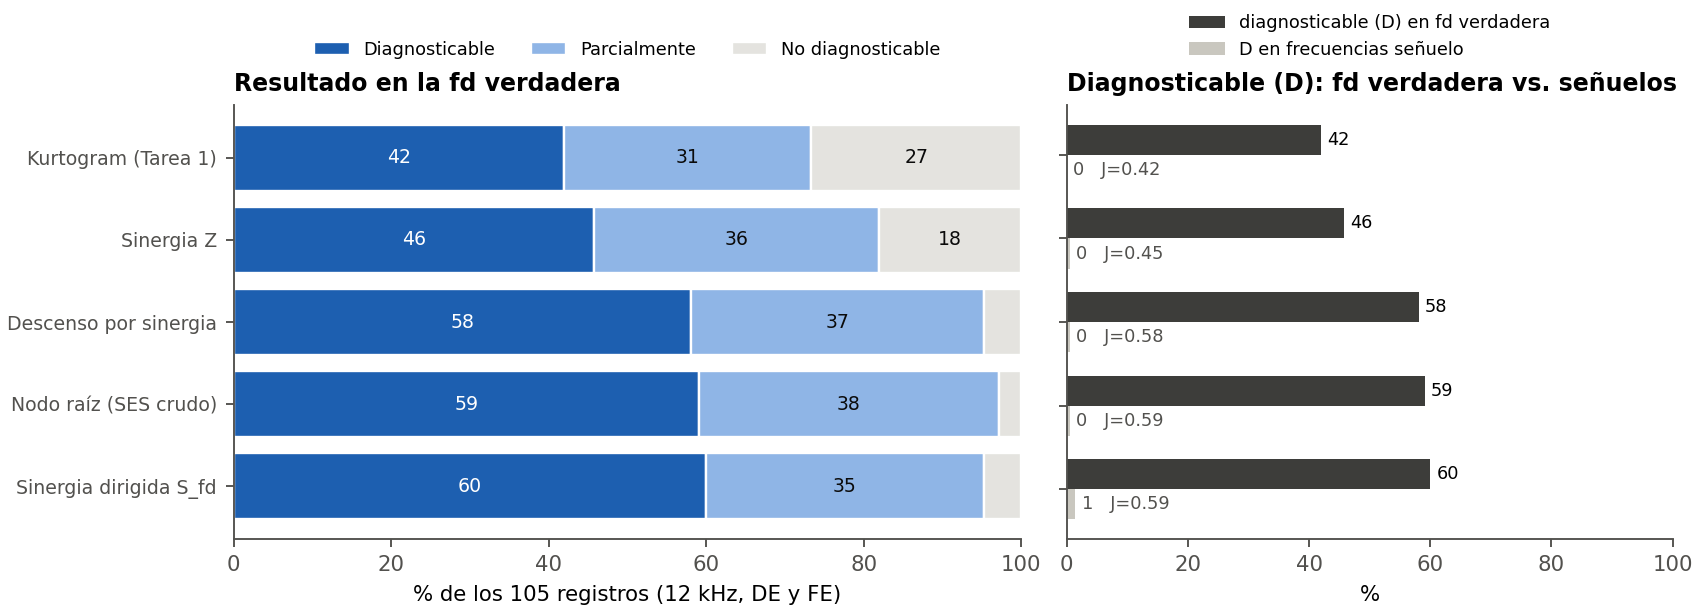 Diagnosticable Parcialmente No diagnosticable
Resultado en la fd verdadera
Kurtogram (Tarea 1) 42 31 27
Sinergia Z 46 36 18
Descenso por sinergia 58 37
Nodo raíz (SES crudo) 59 38
Sinergia dirigida S_fd 60 35
0 20 40 60 80 100
% de los 105 registros (12 kHz, DE y FE)
diagnosticable (D) en fd verdadera
D en frecuencias señuelo
Diagnosticable (D): fd verdadera vs. señuelos
42
0 J=0.42
46
0 J=0.45
58
0 J=0.58
59
0 J=0.59
60
1 J=0.59
0 20 40 60 80 100
%